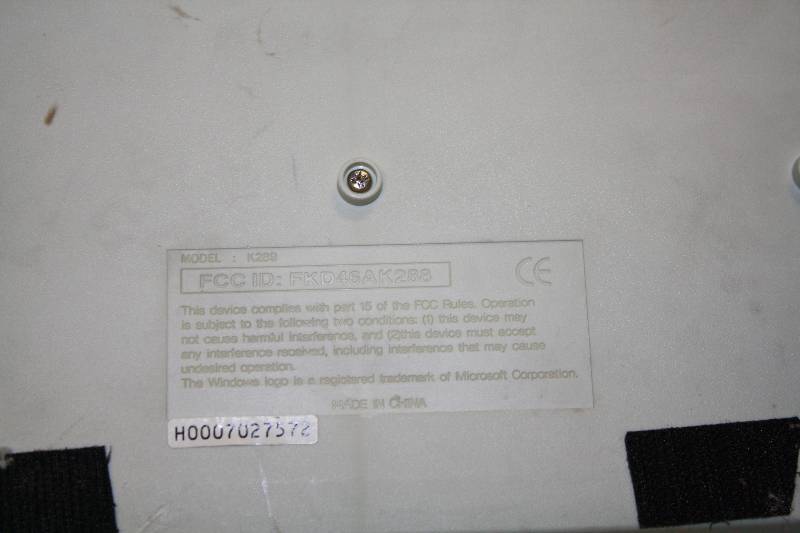 MODEL : K289
FCC ID: FKD46AK288
CE
This device complies with part 15 of the FCC Rules. Operation
is subject to the following two conditions: (1) this device may
not cause harmful interference, and (2)this device must accept
any interference received, including interference that may cause
undesired operation.
The Windows logo is a registered trademark of Microsoft Corporation.
MADE IN CHINA
H0007027572